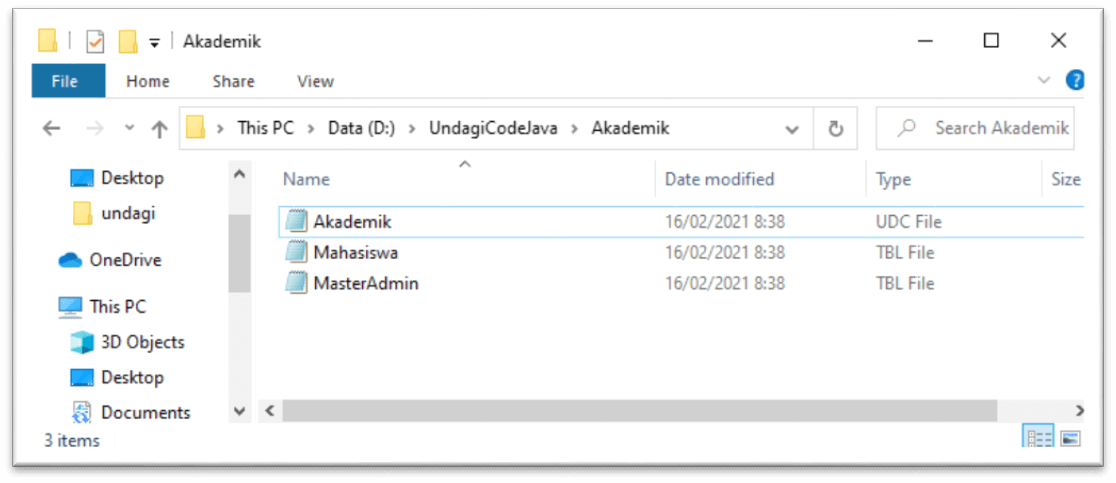 Akademik
File Home Share View
This PC > Data (D:) > UndagiCodeJava > Akademik Search Akademik
Desktop
undagi
OneDrive
This PC
3D Objects
Desktop
Documents
Name Date modified Type Size
Akademik 16/02/2021 8:38 UDC File
Mahasiswa 16/02/2021 8:38 TBL File
MasterAdmin 16/02/2021 8:38 TBL File
3 items